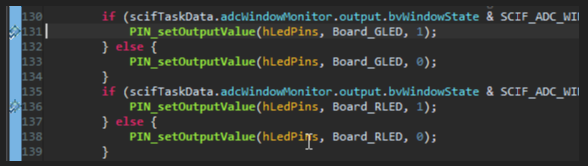 130 if (scifTaskData.adcWindowMonitor.output.bvWindowState & SCIF_ADC_WI
131 PIN_setOutputValue(hLedPins, Board_GLED, 1);
132 } else {
133 PIN_setOutputValue(hLedPins, Board_GLED, 0);
134 }
135 if (scifTaskData.adcWindowMonitor.output.bvWindowState & SCIF_ADC_WI
136 PIN_setOutputValue(hLedPins, Board_RLED, 1);
137 } else {
138 PIN_setOutputValue(hLedPins, Board_RLED, 0);
139 }